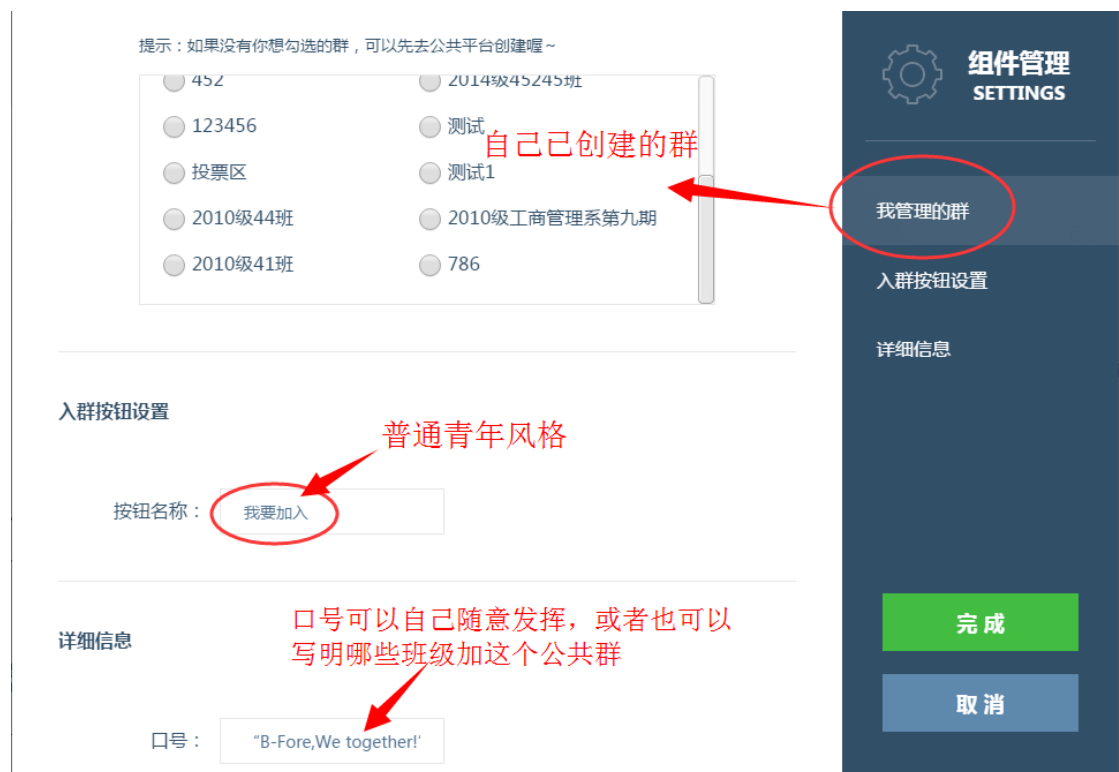 提示：如果没有你想勾选的群，可以先去公共平台创建喔~
452
2014级45245班
123456
测试
自己已创建的群
投票区
测试1
2010级44班
2010级工商管理系第九期
2010级41班
786
入群按钮设置
普通青年风格
按钮名称：
我要加入
详细信息
口号可以自己随意发挥，或者也可以
写明哪些班级加这个公共群
口号：
"B-Fore,We together!'
组件管理
SETTINGS
我管理的群
入群按钮设置
详细信息
完成
取消